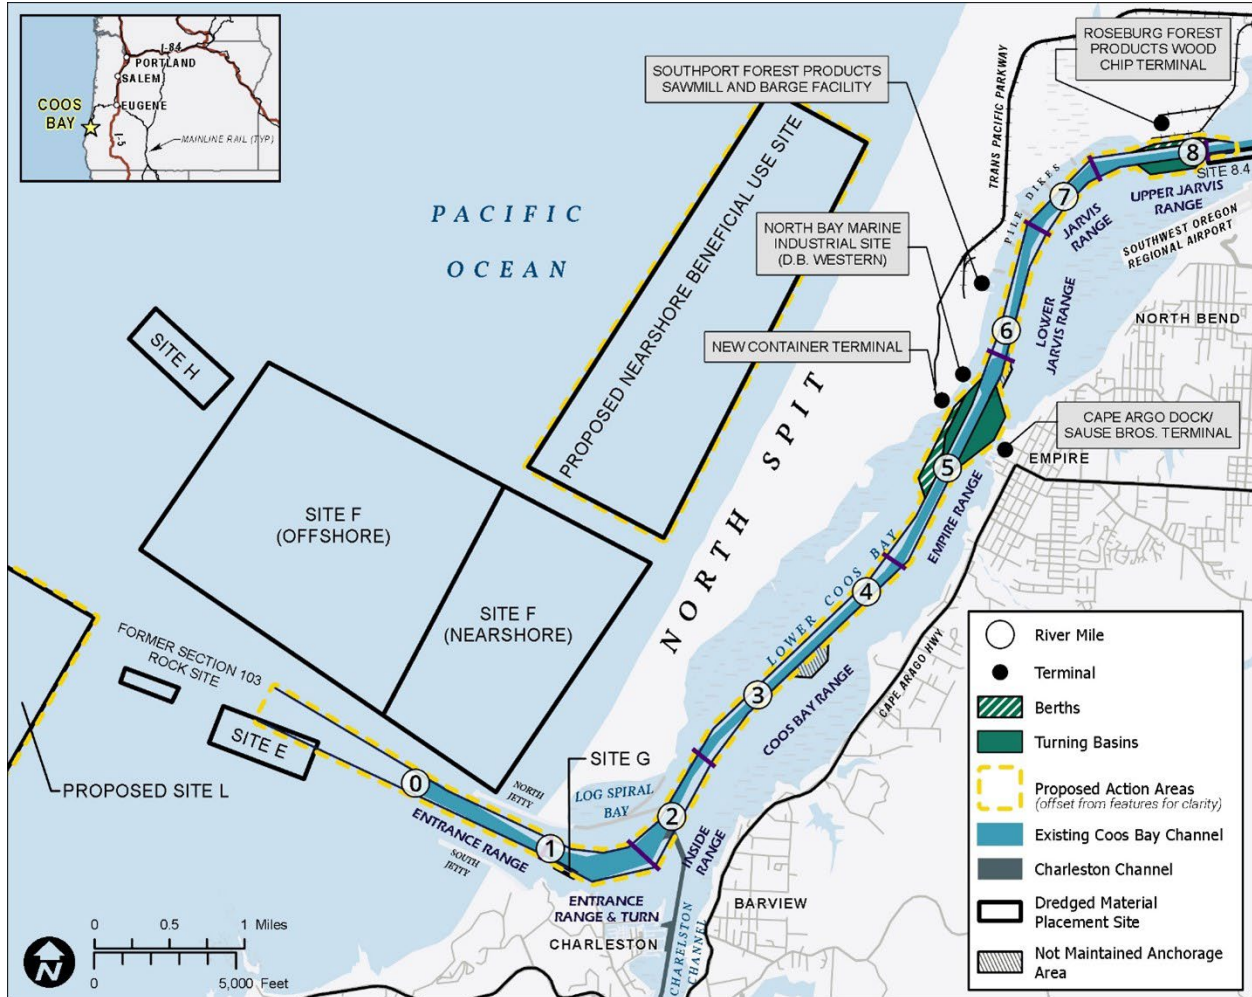 I-84
PORTLAND
SALEM
EUGENE
COOS
BAY
I-5
MAINLINE RAIL (TYP)
ROSEBURG FOREST
PRODUCTS WOOD
CHIP TERMINAL
SOUTHPORT FOREST PRODUCTS
SAWMILL AND BARGE FACILITY
TRANS PACIFIC PARKWAY
8
SITE 8.4
PACIFIC
OCEAN
PILE DIKES
7
UPPER JARVIS
RANGE
JARVIS
RANGE
SOUTHWEST OREGON
REGIONAL AIRPORT
NORTH BAY MARINE
INDUSTRIAL SITE
(D.B. WESTERN)
PROPOSED NEARSHORE BENEFICIAL USE SITE
6
LOWER
JARVIS RANGE
NORTH BEND
SITE H
NEW CONTAINER TERMINAL
CAPE ARGO DOCK/
SAUSE BROS. TERMINAL
EMPIRE
5
EMPIRE RANGE
NORTH SPIT
SITE F
(OFFSHORE)
SITE F
(NEARSHORE)
LOWER COOS BAY
4
3
COOS BAY RANGE
CAPE ARAGO HWY
FORMER SECTION 103
ROCK SITE
SITE E
PROPOSED SITE L
0
NORTH
JETTY
SITE G
LOG SPIRAL
BAY
2
INSIDE
RANGE
ENTRANCE RANGE
1
SOUTH
JETTY
ENTRANCE
RANGE & TURN
BARVIEW
CHARLESTON
CHARELSTON
CHANNEL
River Mile
Terminal
Berths
Turning Basins
Proposed Action Areas
(offset from features for clarity)
Existing Coos Bay Channel
Charleston Channel
Dredged Material
Placement Site
Not Maintained Anchorage
Area
N
0 0.5 1 Miles
0 5,000 Feet